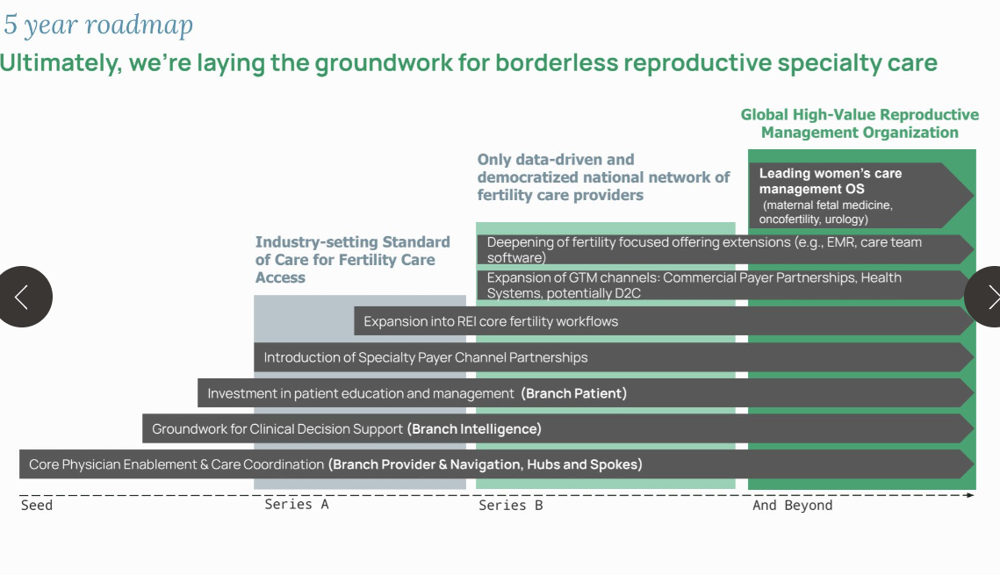 5 year roadmap
Ultimately, we're laying the groundwork for borderless reproductive specialty care
Global High-Value Reproductive
Management Organization
Only data-driven and
democratized national network of
fertility care providers
Leading women's care
management OS
(maternal fetal medicine,
oncofertility, urology)
Industry-setting Standard
of Care for Fertility Care
Access
Deepening of fertility focused offering extensions (e.g., EMR, care team
software)
Expansion of GTM channels: Commercial Payer Partnerships, Health
Systems, potentially D2C
Expansion into REI core fertility workflows
Introduction of Specialty Payer Channel Partnerships
Investment in patient education and management (Branch Patient)
Groundwork for Clinical Decision Support (Branch Intelligence)
Core Physician Enablement & Care Coordination (Branch Provider & Navigation, Hubs and Spokes)
Seed
Series A
Series B
And Beyond